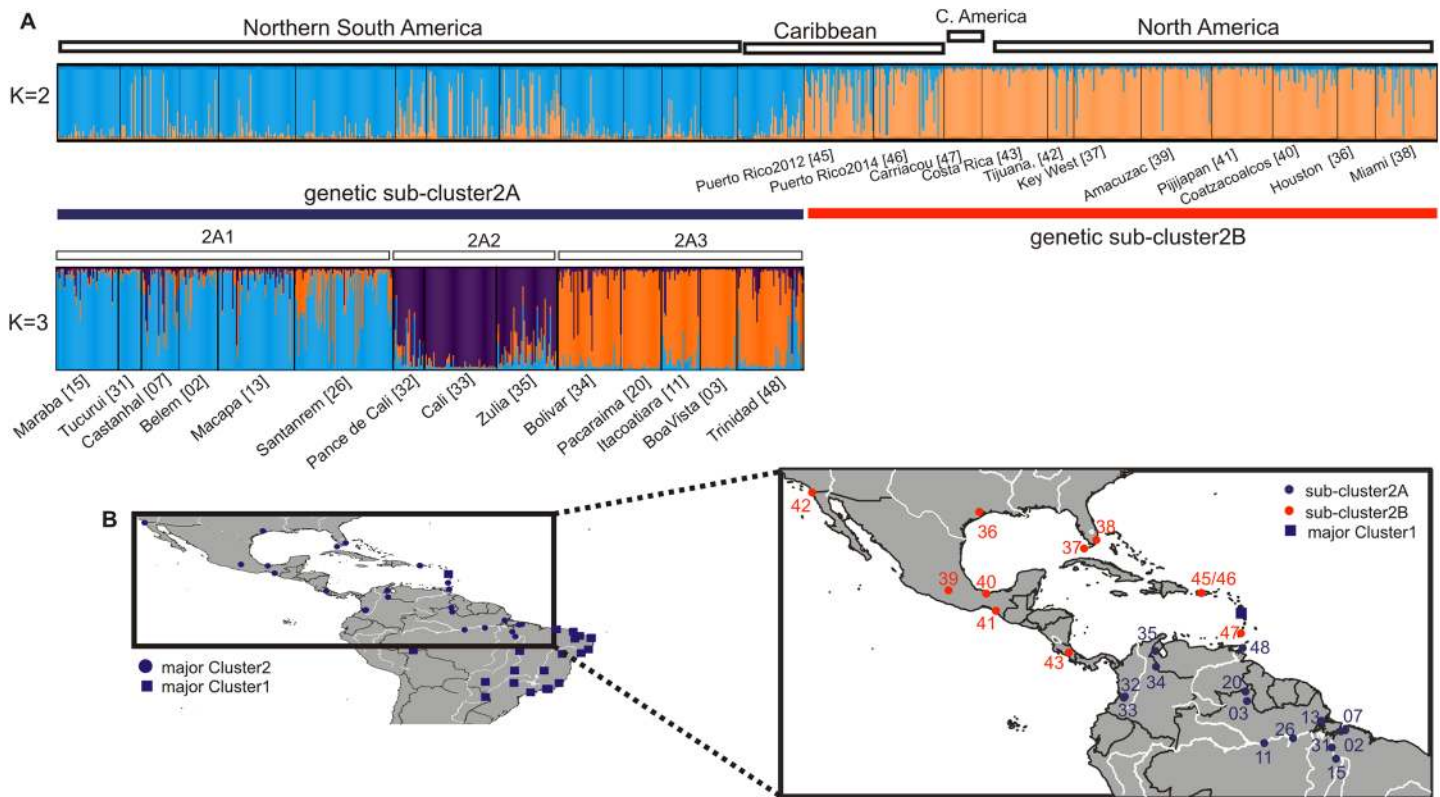 A
Northern South America
Caribbean
C. America
North America
K=2
Puerto Rico2012 [45]
Puerto Rico2014 [46]
Carriacou [47]
Costa Rica [43]
Tijuana, [42]
Key West [37]
Amacuzac [39]
Pijijapan [41]
Coatzacoalcos [40]
Houston [36]
Miami [38]
genetic sub-cluster2A
genetic sub-cluster2B
2A1
2A2
2A3
K=3
Maraba [15]
Tucurui [31]
Castanhal [07]
Belem [02]
Macapa [13]
Santanrem [26]
Pance de Cali [32]
Cali [33]
Zulia [35]
Bolivar [34]
Pacaraima [20]
Itacoatiara [11]
BoaVista [03]
Trinidad [48]
B
major Cluster2
major Cluster1
sub-cluster2A
sub-cluster2B
major Cluster1
42
36
38
37
39
40
41
45/46
47
43
35
48
34
32
33
20
03
13
07
26
31
02
11
15